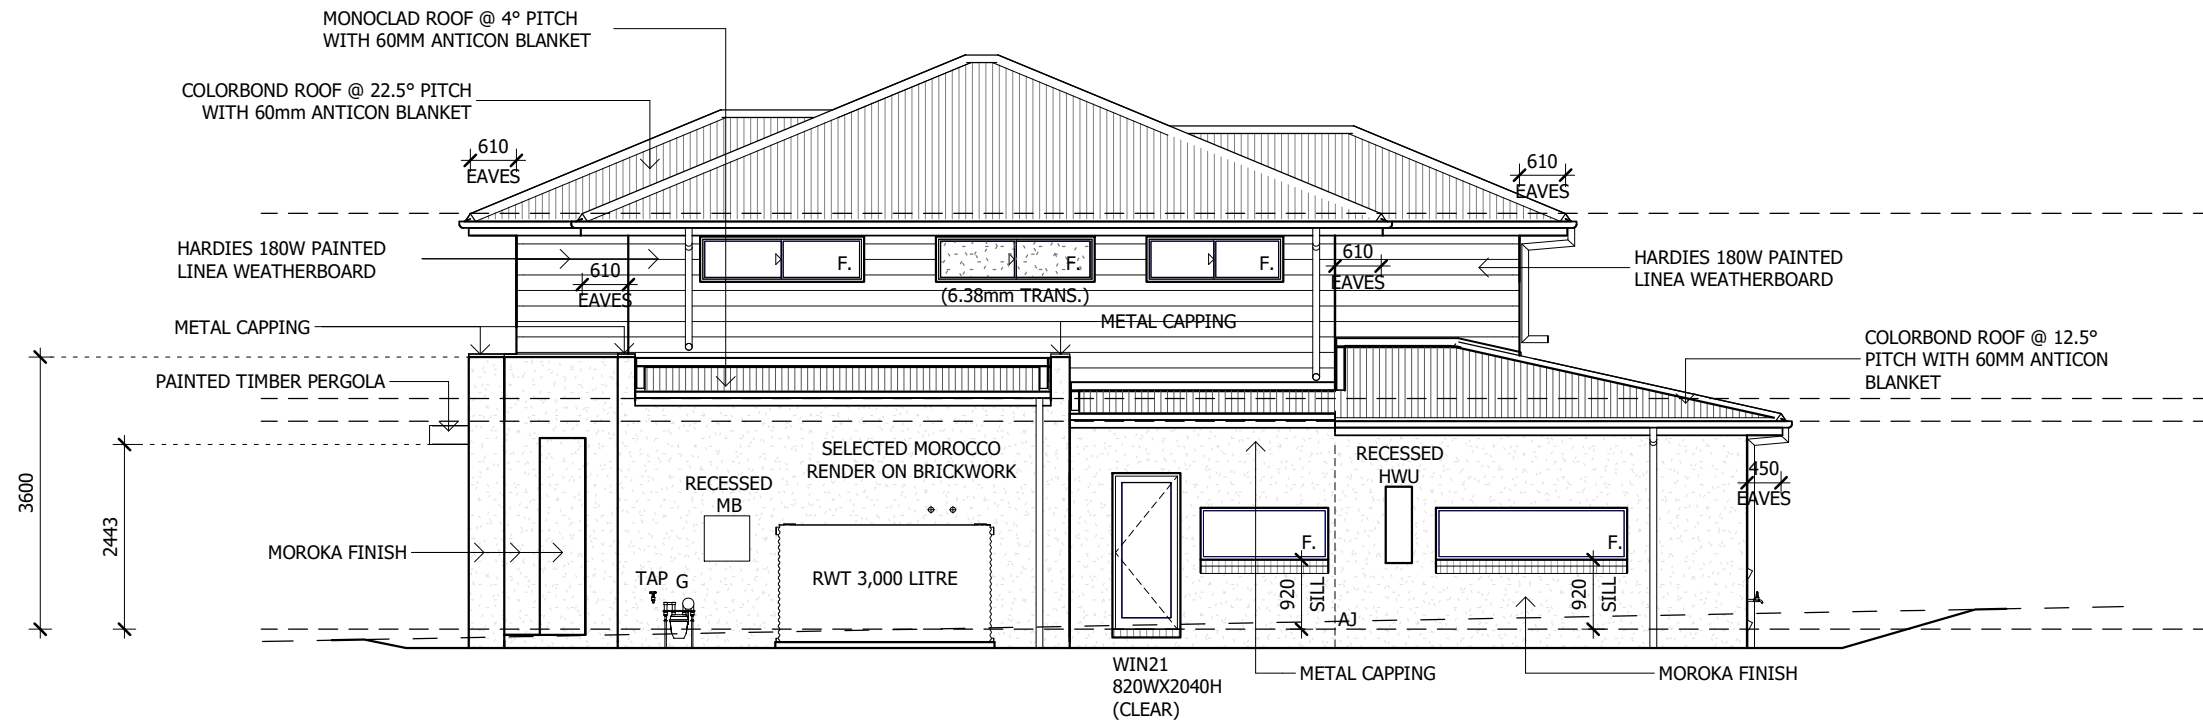 MONOCLAD ROOF @ 4° PITCH
WITH 60MM ANTICON BLANKET
COLORBOND ROOF @ 22.5° PITCH
WITH 60mm ANTICON BLANKET
610
EAVES
610
EAVES
HARDIES 180W PAINTED
LINEA WEATHERBOARD
610
EAVES
F.
F.
F.
(6.38mm TRANS.)
610
EAVES
HARDIES 180W PAINTED
LINEA WEATHERBOARD
METAL CAPPING
METAL CAPPING
COLORBOND ROOF @ 12.5°
PITCH WITH 60MM ANTICON
BLANKET
PAINTED TIMBER PERGOLA
3600
2443
SELECTED MOROCCO
RENDER ON BRICKWORK
RECESSED
MB
RECESSED
HWU
450
EAVES
MOROKA FINISH
TAP
G
RWT 3,000 LITRE
F.
F.
920
SILL
920
SILL
AJ
WIN21
820WX2040H
(CLEAR)
METAL CAPPING
MOROKA FINISH